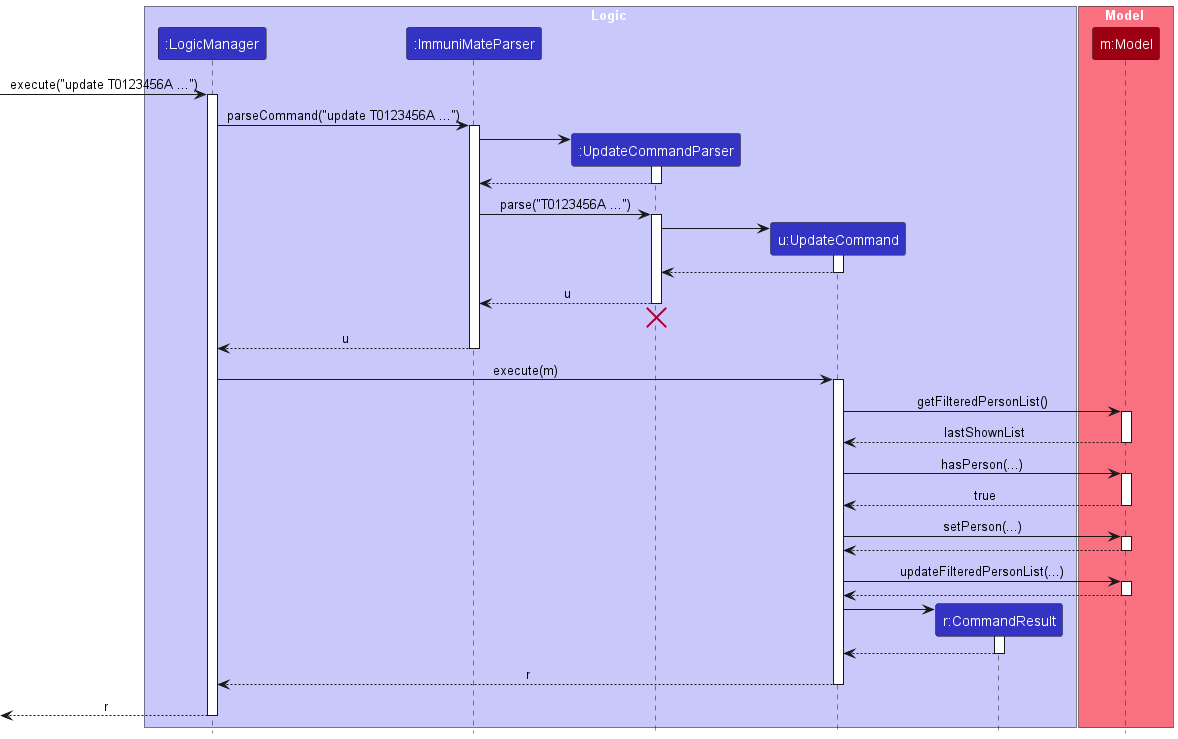 Logic
Model
:LogicManager
:ImmuniMateParser
m:Model
execute("update T0123456A ...")
parseCommand("update T0123456A ...")
:UpdateCommandParser
parse("T0123456A ...")
u:UpdateCommand
u
u
execute(m)
getFilteredPersonList()
lastShownList
hasPerson(...)
true
setPerson(...)
updateFilteredPersonList(...)
r:CommandResult
r
r